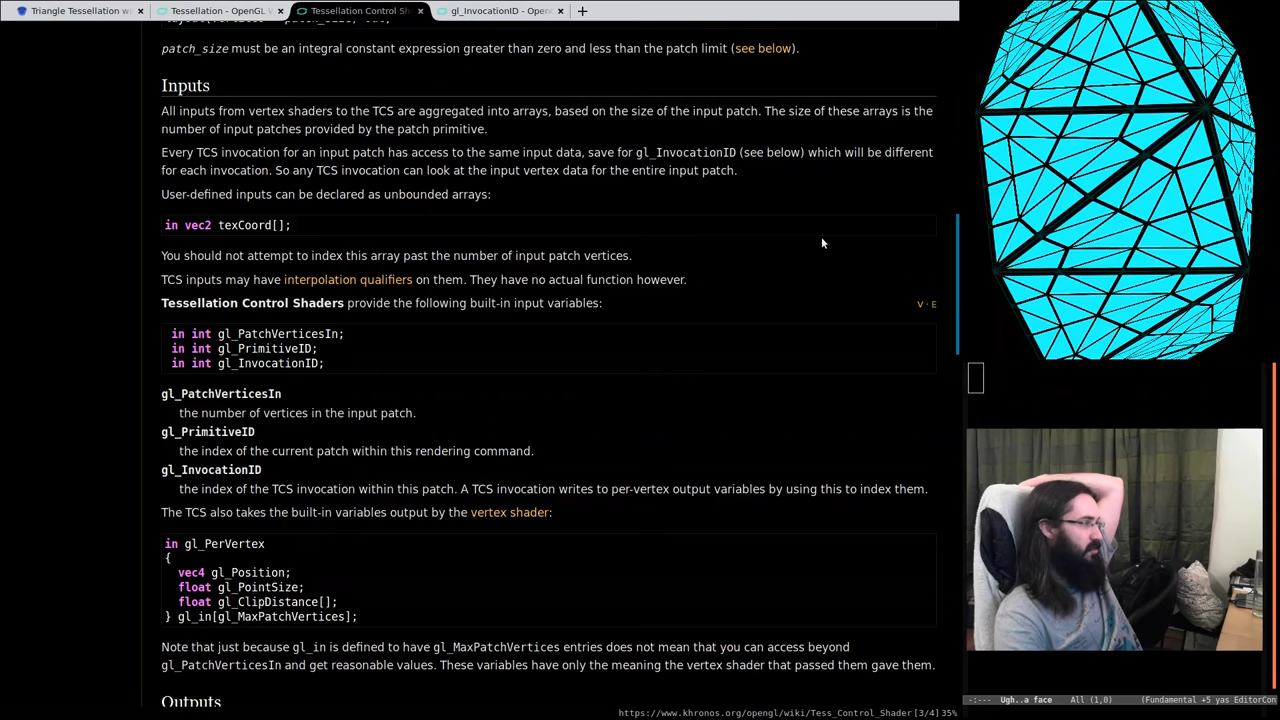 Triangle Tessellation wi ×
Tessellation - OpenGL W ×
Tessellation Control Sha ×
gl_InvocationID - OpenG ×
+
patch_size must be an integral constant expression greater than zero and less than the patch limit (see below).
Inputs
All inputs from vertex shaders to the TCS are aggregated into arrays, based on the size of the input patch. The size of these arrays is the
number of input patches provided by the patch primitive.
Every TCS invocation for an input patch has access to the same input data, save for gl_InvocationID (see below) which will be different
for each invocation. So any TCS invocation can look at the input vertex data for the entire input patch.
User-defined inputs can be declared as unbounded arrays:
in vec2 texCoord[];
You should not attempt to index this array past the number of input patch vertices.
TCS inputs may have interpolation qualifiers on them. They have no actual function however.
Tessellation Control Shaders provide the following built-in input variables:
V · E
in int gl_PatchVerticesIn;
in int gl_PrimitiveID;
in int gl_InvocationID;
gl_PatchVerticesIn
the number of vertices in the input patch.
gl_PrimitiveID
the index of the current patch within this rendering command.
gl_InvocationID
the index of the TCS invocation within this patch. A TCS invocation writes to per-vertex output variables by using this to index them.
The TCS also takes the built-in variables output by the vertex shader:
in gl_PerVertex
{
vec4 gl_Position;
float gl_PointSize;
float gl_ClipDistance[];
} gl_in[gl_MaxPatchVertices];
Note that just because gl_in is defined to have gl_MaxPatchVertices entries does not mean that you can access beyond
gl_PatchVerticesIn and get reasonable values. These variables have only the meaning the vertex shader that passed them gave them.
Outputs
https://www.khronos.org/opengl/wiki/Tess_Control_Shader [3/4] 35%
-:--- Ugh..a face All (1,0) (Fundamental +5 yas EditorCon